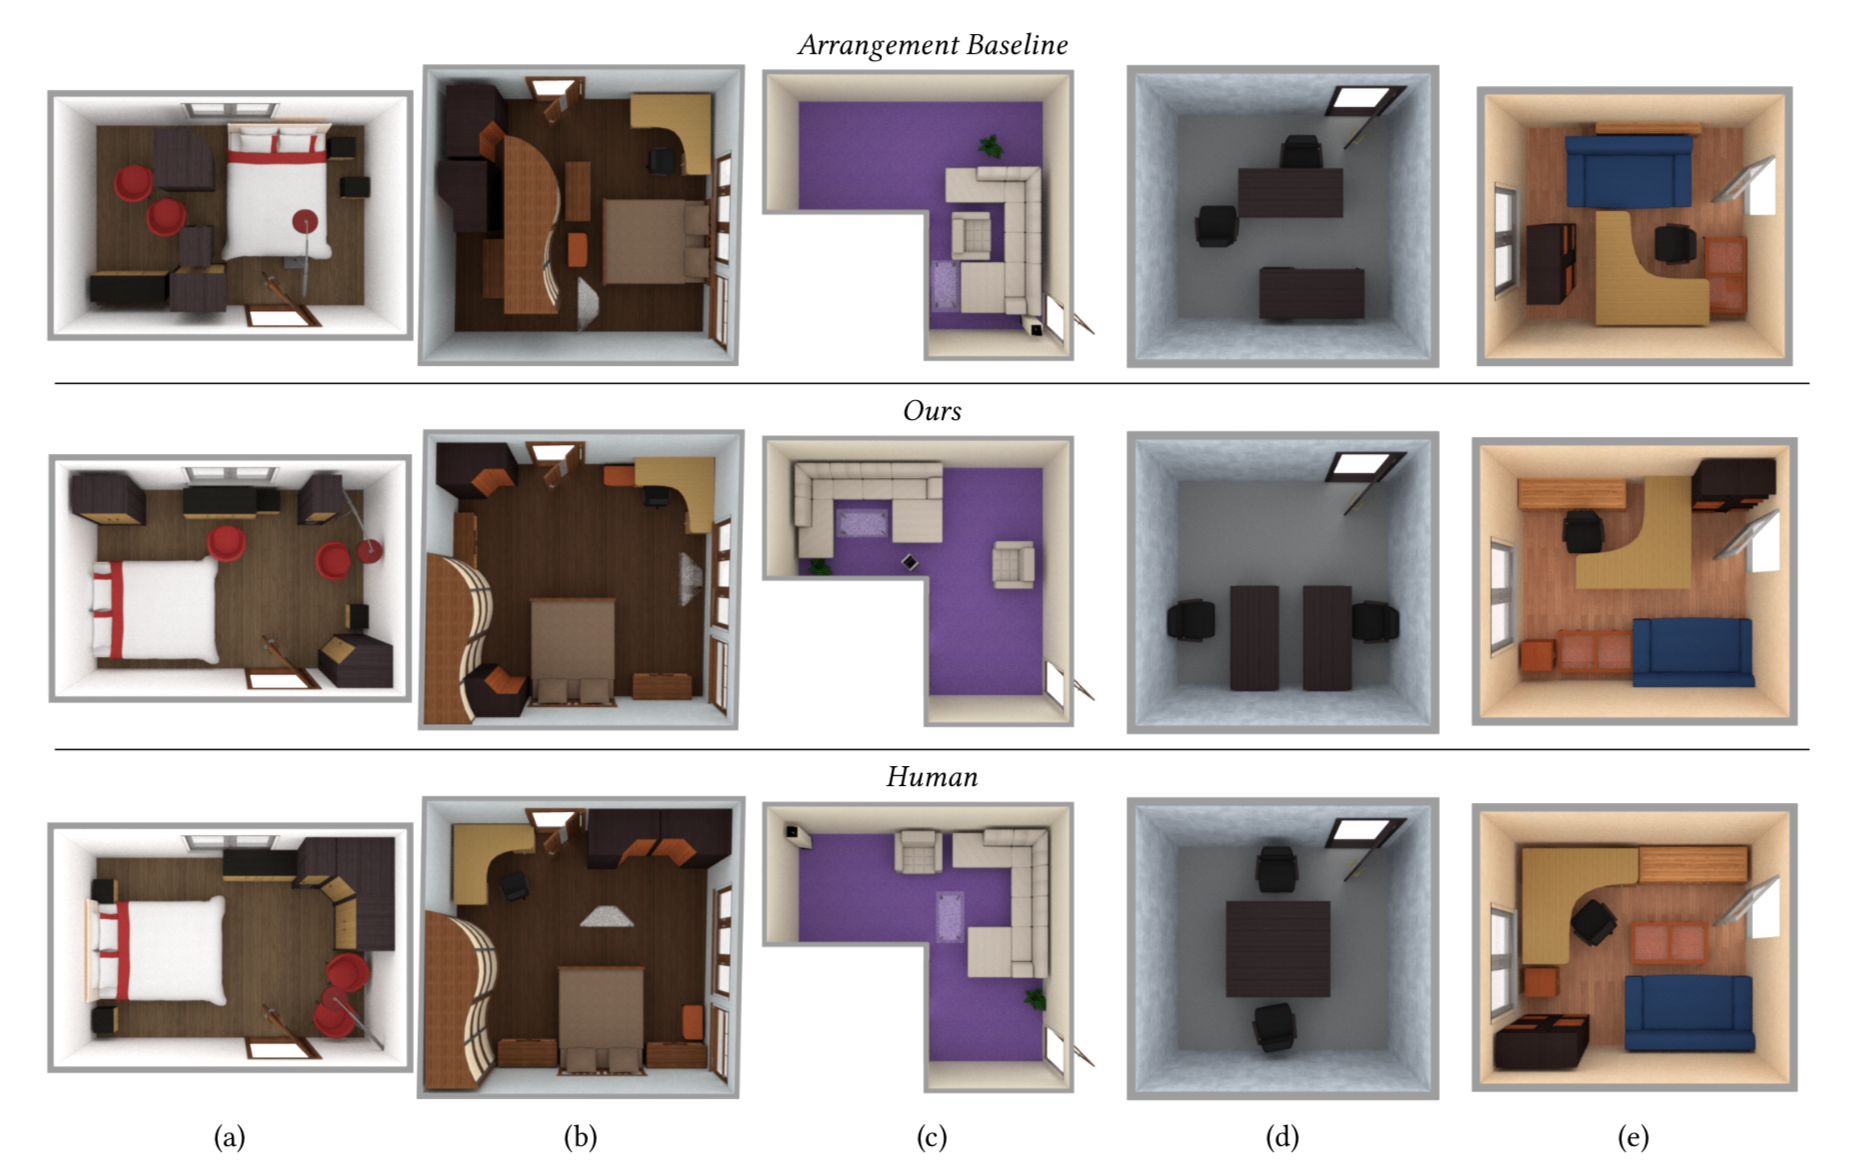 Arrangement Baseline
Ours
Human
(a) (b) (c) (d) (e)